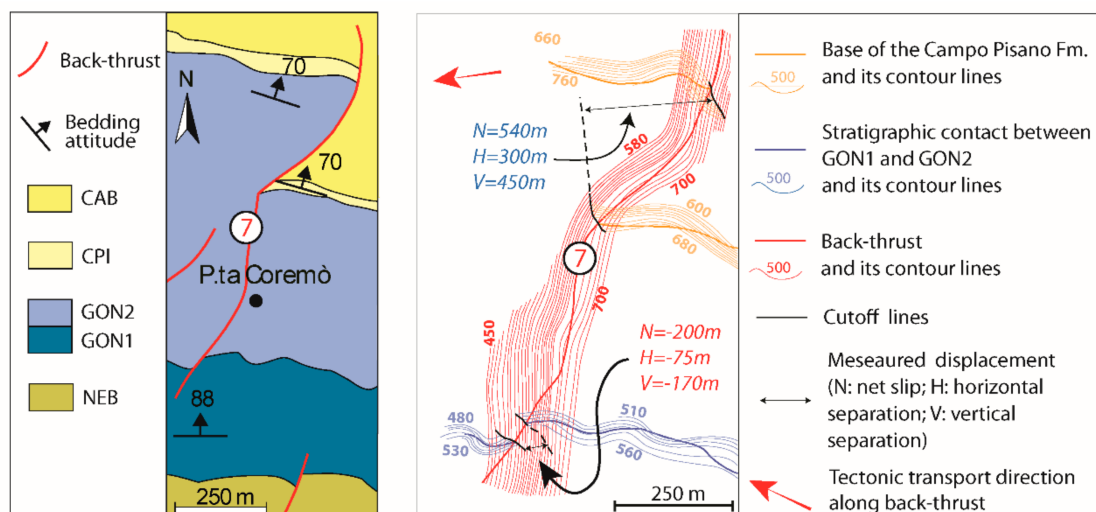 Back-thrust
N
Bedding
attitude
CAB
CPI
GON2
GON1
NEB
70
70
7
P.ta Coremò
88
250 m
660
760
N=540m
H=300m
V=450m
580
700
600
680
7
700
450
N=-200m
H=-75m
V=-170m
480
530
510
560
250 m
Base of the Campo Pisano Fm.
500
and its contour lines
Stratigraphic contact between
GON1 and GON2
500
and its contour lines
Back-thrust
500
and its contour lines
Cutoff lines
Meseaured displacement
(N: net slip; H: horizontal
separation; V: vertical
separation)
Tectonic transport direction
along back-thrust